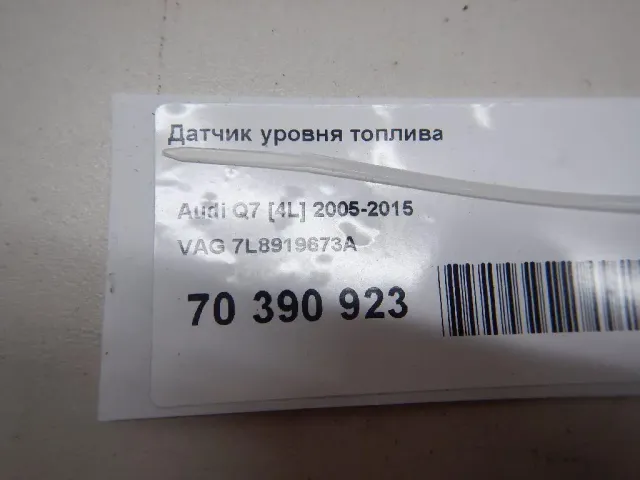 Датчик уровня топлива
Audi Q7 [4L] 2005-2015
VAG 7L8919673A
70 390 923